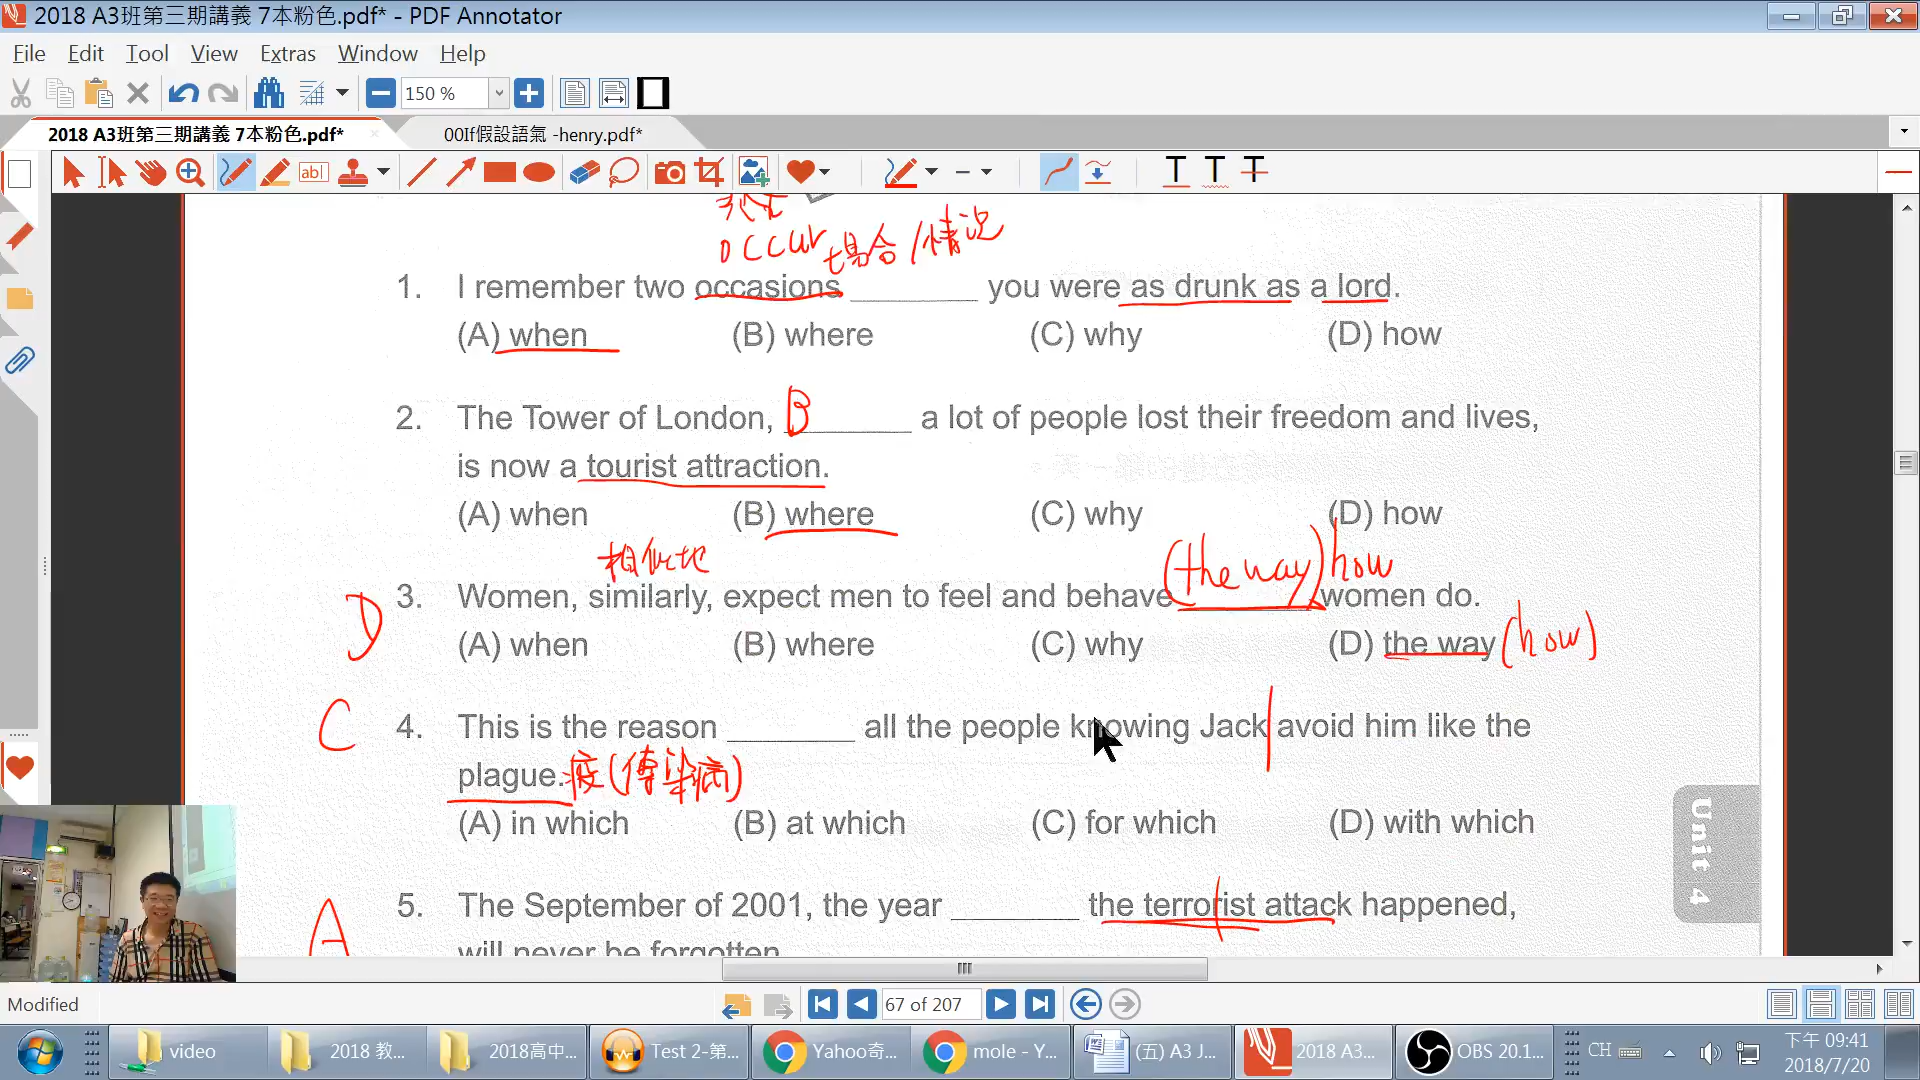 2018 A3班第三期講義 7本粉色.pdf* - PDF Annotator
File Edit Tool View Extras Window Help
150 %
2018 A3班第三期講義 7本粉色.pdf* 00If假設語氣 -henry.pdf*
occur 場合/情況
1. I remember two occasions ________ you were as drunk as a lord.
(A) when (B) where (C) why (D) how
2. The Tower of London, B ________ a lot of people lost their freedom and lives,
is now a tourist attraction.
(A) when (B) where (C) why (D) how
相似地 (the way) how
D 3. Women, similarly, expect men to feel and behave ________ women do.
(A) when (B) where (C) why (D) the way (how)
C 4. This is the reason ________ all the people knowing Jack avoid him like the
plague. 疫(傳染病)
(A) in which (B) at which (C) for which (D) with which
A 5. The September of 2001, the year ________ the terrorist attack happened,
will never be forgotten
Unit 4
Modified 67 of 207
video 2018 教... 2018高中... Test 2-第... Yahoo奇... mole - Y... (五) A3 J... 2018 A3... OBS 20.1... CH 下午 09:41
2018/7/20